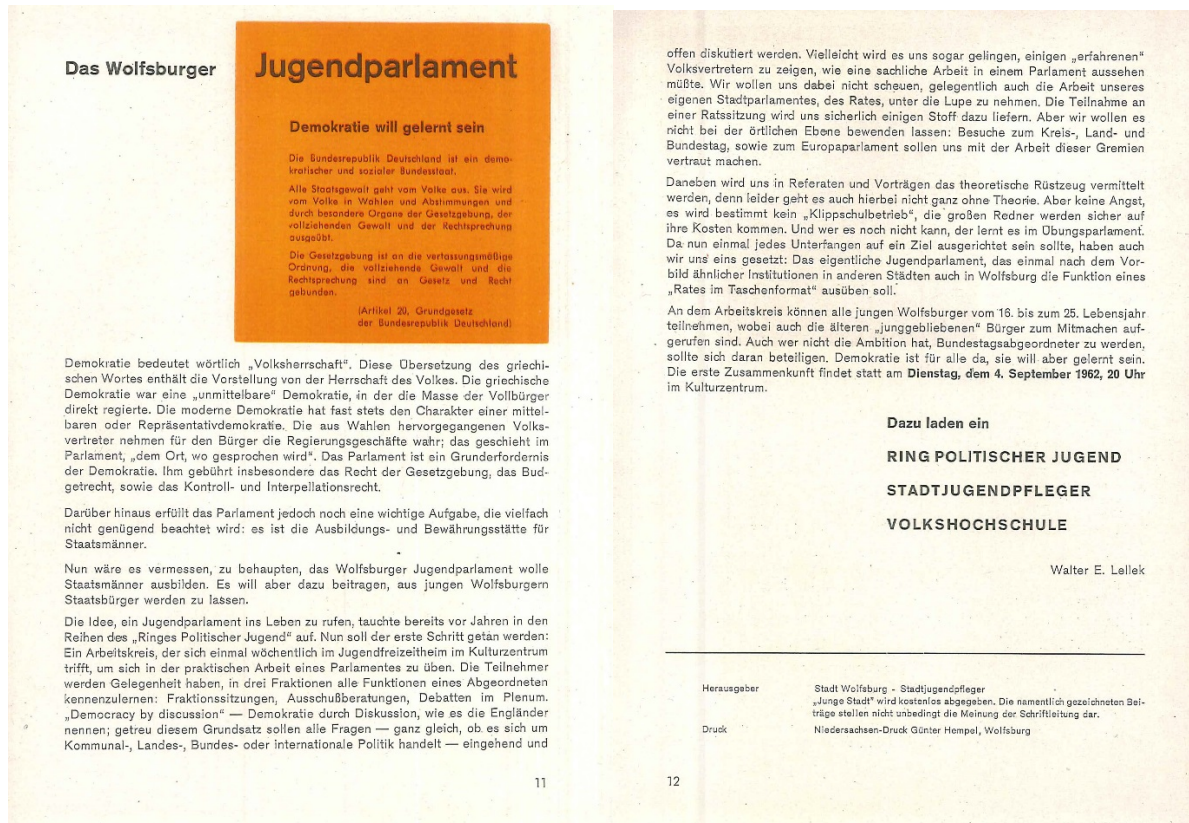 Das Wolfsburger Jugendparlament
Demokratie will gelernt sein
Die Bundesrepublik Deutschland ist ein demo-
kratischer und sozialer Bundesstaat.
Alle Staatsgewalt geht vom Volke aus. Sie wird
vom Volke in Wahlen und Abstimmungen und
durch besondere Organe der Gesetzgebung, der
vollziehenden Gewalt und der Rechtsprechung
ausgeübt.
Die Gesetzgebung ist an die verfassungsmäßige
Ordnung, die vollziehende Gewalt und die
Rechtsprechung sind an Gesetz und Recht
gebunden.
(Artikel 20, Grundgesetz
der Bundesrepublik Deutschland)
Demokratie bedeutet wörtlich „Volksherrschaft“. Diese Übersetzung des griechi-
schen Wortes enthält die Vorstellung von der Herrschaft des Volkes. Die griechische
Demokratie war eine „unmittelbare“ Demokratie, in der die Masse der Vollbürger
direkt regierte. Die moderne Demokratie hat fast stets den Charakter einer mittel-
baren oder Repräsentativdemokratie. Die aus Wahlen hervorgegangenen Volks-
vertreter nehmen für den Bürger die Regierungsgeschäfte wahr; das geschieht im
Parlament, „dem Ort, wo gesprochen wird“. Das Parlament ist ein Grunderfordernis
der Demokratie. Ihm gebührt insbesondere das Recht der Gesetzgebung, das Bud-
getrecht, sowie das Kontroll- und Interpellationsrecht.
Darüber hinaus erfüllt das Parlament jedoch noch eine wichtige Aufgabe, die vielfach
nicht genügend beachtet wird: es ist die Ausbildungs- und Bewährungsstätte für
Staatsmänner.
Nun wäre es vermessen, zu behaupten, das Wolfsburger Jugendparlament wolle
Staatsmänner ausbilden. Es will aber dazu beitragen, aus jungen Wolfsburgern
Staatsbürger werden zu lassen.
Die Idee, ein Jugendparlament ins Leben zu rufen, tauchte bereits vor Jahren in den
Reihen des „Ringes Politischer Jugend“ auf. Nun soll der erste Schritt getan werden:
Ein Arbeitskreis, der sich einmal wöchentlich im Jugendfreizeitheim im Kulturzentrum
trifft, um sich in der praktischen Arbeit eines Parlamentes zu üben. Die Teilnehmer
werden Gelegenheit haben, in drei Fraktionen alle Funktionen eines Abgeordneten
kennenzulernen: Fraktionssitzungen, Ausschußberatungen, Debatten im Plenum.
„Democracy by discussion“ — Demokratie durch Diskussion, wie es die Engländer
nennen; getreu diesem Grundsatz sollen alle Fragen — ganz gleich, ob es sich um
Kommunal-, Landes-, Bundes- oder internationale Politik handelt — eingehend und
11
offen diskutiert werden. Vielleicht wird es uns sogar gelingen, einigen „erfahrenen“
Volksvertretern zu zeigen, wie eine sachliche Arbeit in einem Parlament aussehen
müßte. Wir wollen uns dabei nicht scheuen, gelegentlich auch die Arbeit unseres
eigenen Stadtparlamentes, des Rates, unter die Lupe zu nehmen. Die Teilnahme an
einer Ratssitzung wird uns sicherlich einigen Stoff dazu liefern. Aber wir wollen es
nicht bei der örtlichen Ebene bewenden lassen: Besuche zum Kreis-, Land- und
Bundestag, sowie zum Europaparlament sollen uns mit der Arbeit dieser Gremien
vertraut machen.
Daneben wird uns in Referaten und Vorträgen das theoretische Rüstzeug vermittelt
werden, denn leider geht es auch hierbei nicht ganz ohne Theorie. Aber keine Angst,
es wird bestimmt kein „Klippschulbetrieb“, die großen Redner werden sicher auf
ihre Kosten kommen. Und wer es noch nicht kann, der lernt es im Übungsparlament.
Da nun einmal jedes Unterfangen auf ein Ziel ausgerichtet sein sollte, haben auch
wir uns eins gesetzt: Das eigentliche Jugendparlament, das einmal nach dem Vor-
bild ähnlicher Institutionen in anderen Städten auch in Wolfsburg die Funktion eines
„Rates im Taschenformat“ ausüben soll.
An dem Arbeitskreis können alle jungen Wolfsburger vom 16. bis zum 25. Lebensjahr
teilnehmen, wobei auch die älteren „junggebliebenen“ Bürger zum Mitmachen auf-
gerufen sind. Auch wer nicht die Ambition hat, Bundestagsabgeordneter zu werden,
sollte sich daran beteiligen. Demokratie ist für alle da, sie will aber gelernt sein.
Die erste Zusammenkunft findet statt am Dienstag, dem 4. September 1962, 20 Uhr
im Kulturzentrum.
Dazu laden ein
RING POLITISCHER JUGEND
STADTJUGENDPFLEGER
VOLKSHOCHSCHULE
Walter E. Lellek
Herausgeber Stadt Wolfsburg - Stadtjugendpfleger
„Junge Stadt“ wird kostenlos abgegeben. Die namentlich gezeichneten Bei-
träge stellen nicht unbedingt die Meinung der Schriftleitung dar.
Druck Niedersachsen-Druck Günter Hempel, Wolfsburg
12